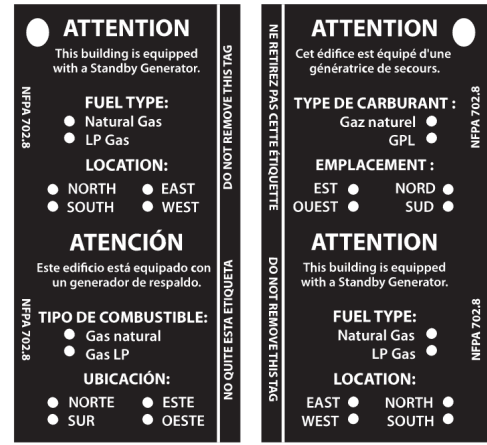 ATTENTION
This building is equipped
with a Standby Generator.
FUEL TYPE:
Natural Gas
LP Gas
LOCATION:
NORTH EAST
SOUTH WEST
NFPA 702.8
DO NOT REMOVE THIS TAG
ATENCIÓN
Este edificio está equipado con
un generador de respaldo.
TIPO DE COMBUSTIBLE:
Gas natural
Gas LP
UBICACIÓN:
NORTE ESTE
SUR OESTE
NFPA 702.8
NO QUITE ESTA ETIQUETA
NE RETIREZ PAS CETTE ÉTIQUETTE
ATTENTION
Cet édifice est équipé d'une
génératrice de secours.
TYPE DE CARBURANT :
Gaz naturel
GPL
EMPLACEMENT :
EST NORD
OUEST SUD
NFPA 702.8
DO NOT REMOVE THIS TAG
ATTENTION
This building is equipped
with a Standby Generator.
FUEL TYPE:
Natural Gas
LP Gas
LOCATION:
EAST NORTH
WEST SOUTH
NFPA 702.8